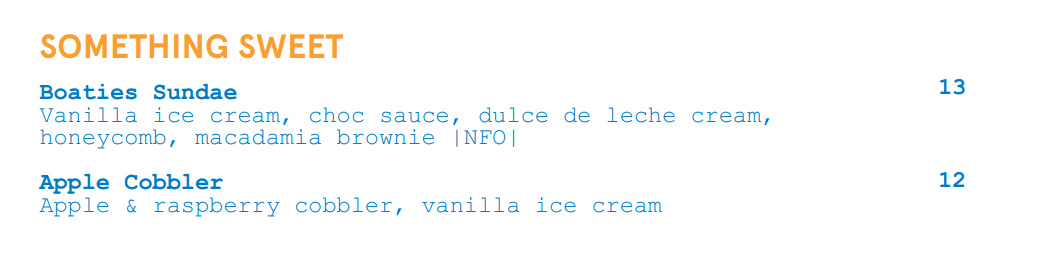 SOMETHING SWEET
Boaties Sundae 13
Vanilla ice cream, choc sauce, dulce de leche cream,
honeycomb, macadamia brownie |NFO|
Apple Cobbler 12
Apple & raspberry cobbler, vanilla ice cream